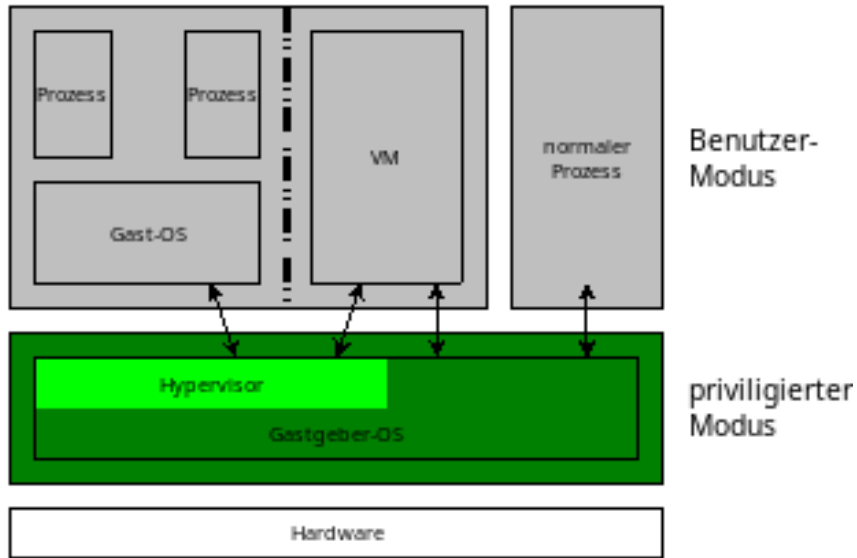 Prozess
Prozess
VM
normaler
Prozess
Benutzer-
Modus
Gast-OS
Hypervisor
Gastgeber-OS
priviligierter
Modus
Hardware